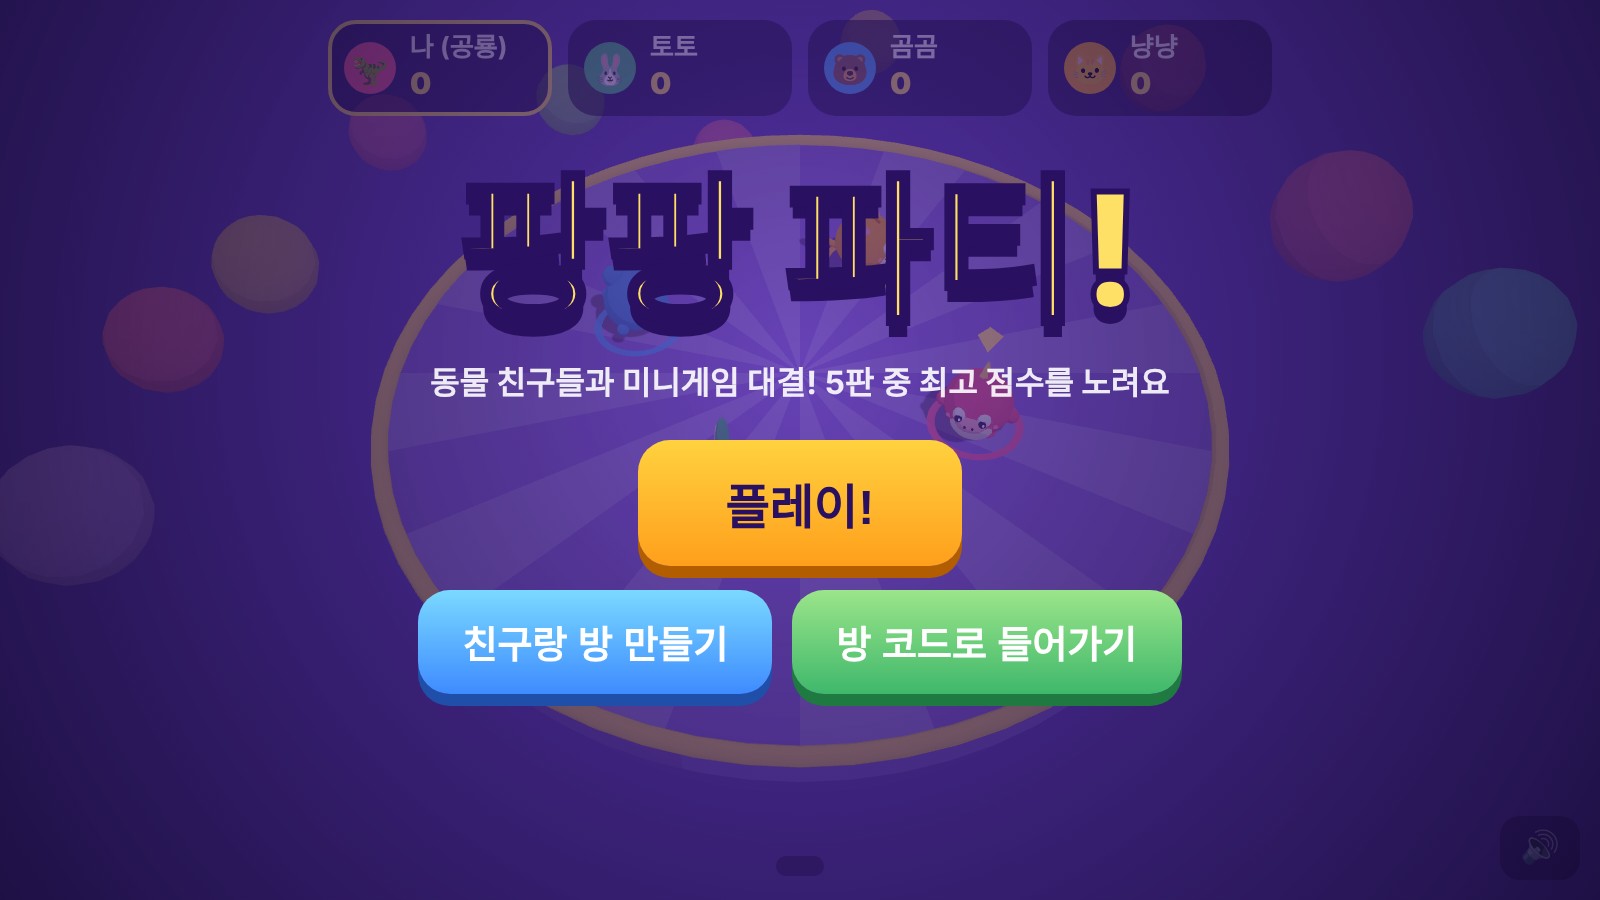 나 (공룡)
0
토토
0
곰곰
0
냥냥
0
팡팡 파티!
동물 친구들과 미니게임 대결! 5판 중 최고 점수를 노려요
플레이!
친구랑 방 만들기
방 코드로 들어가기